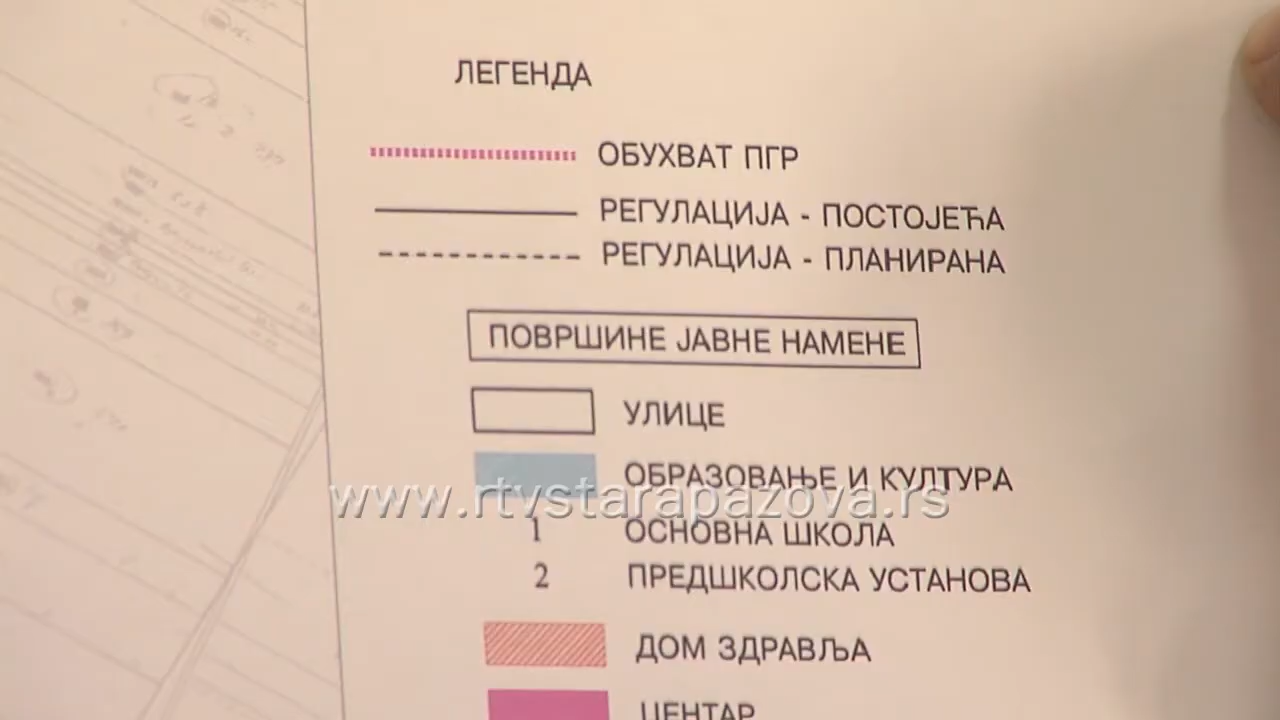 ЛЕГЕНДА
ОБУХВАТ ПГР
РЕГУЛАЦИЈА - ПОСТОЈЕЋА
РЕГУЛАЦИЈА - ПЛАНИРАНА
ПОВРШИНЕ ЈАВНЕ НАМЕНЕ
УЛИЦЕ
ОБРАЗОВАЊЕ И КУЛТУРА
www.rtvstarapazova.rs
1 ОСНОВНА ШКОЛА
2 ПРЕДШКОЛСКА УСТАНОВА
ДОМ ЗДРАВЉА
ЦЕНТАР